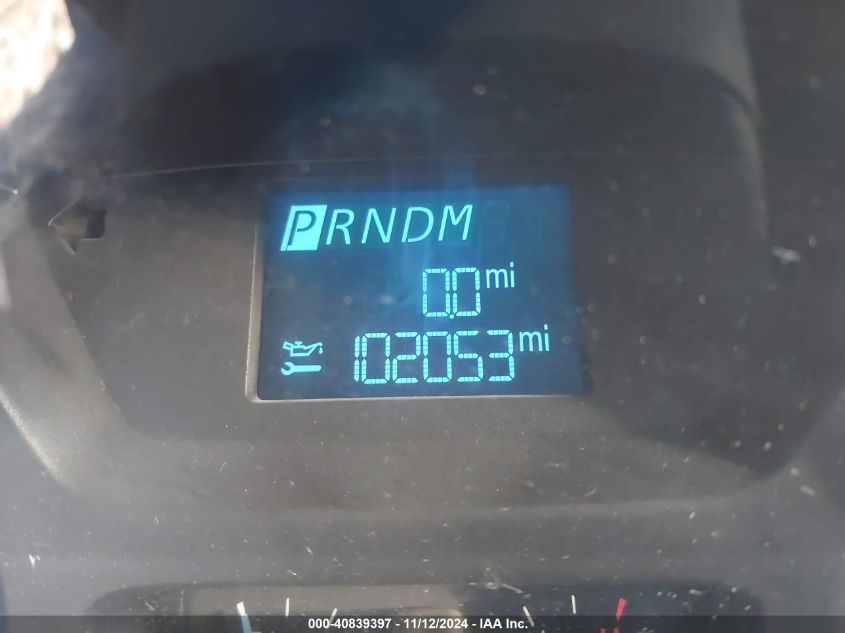 PRNDM
0.0 mi
102053 mi
000-40839397 - 11/12/2024 - IAA Inc.